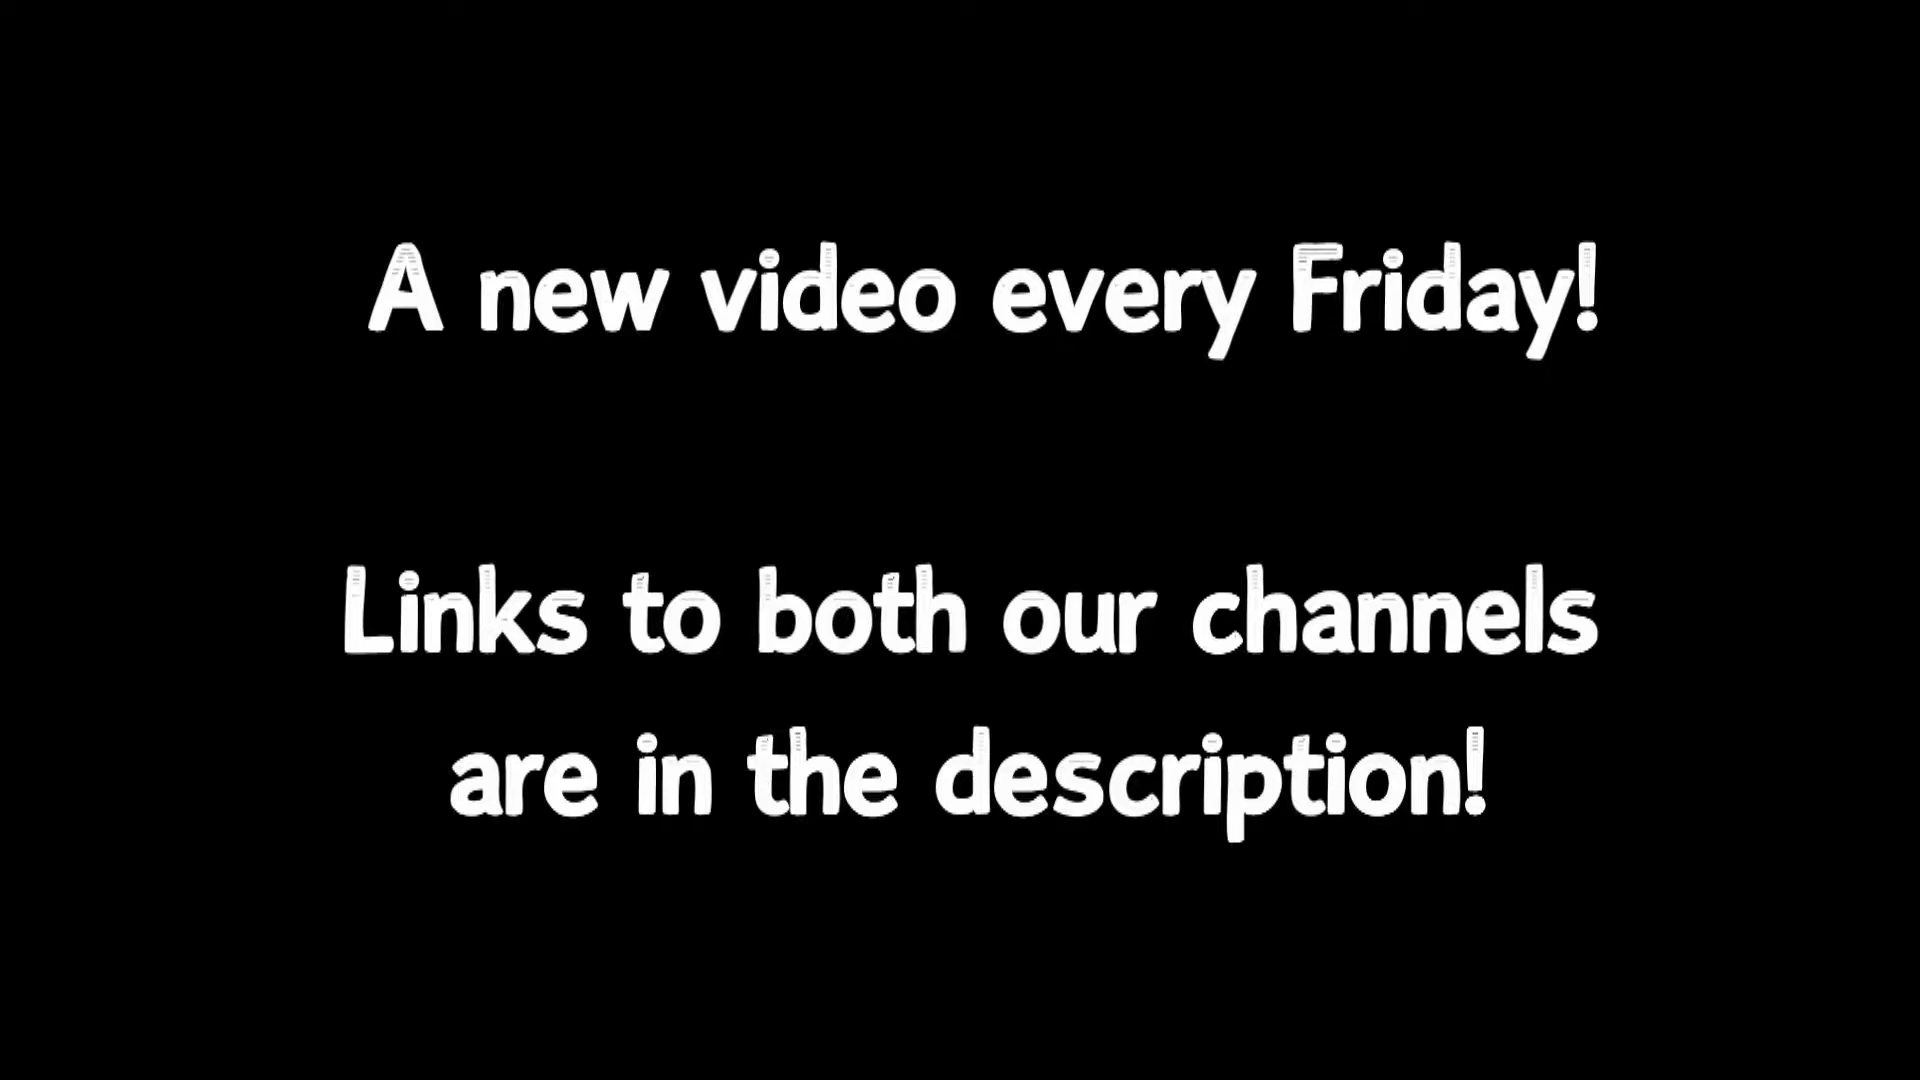 A new video every Friday!
Links to both our channels
are in the description!